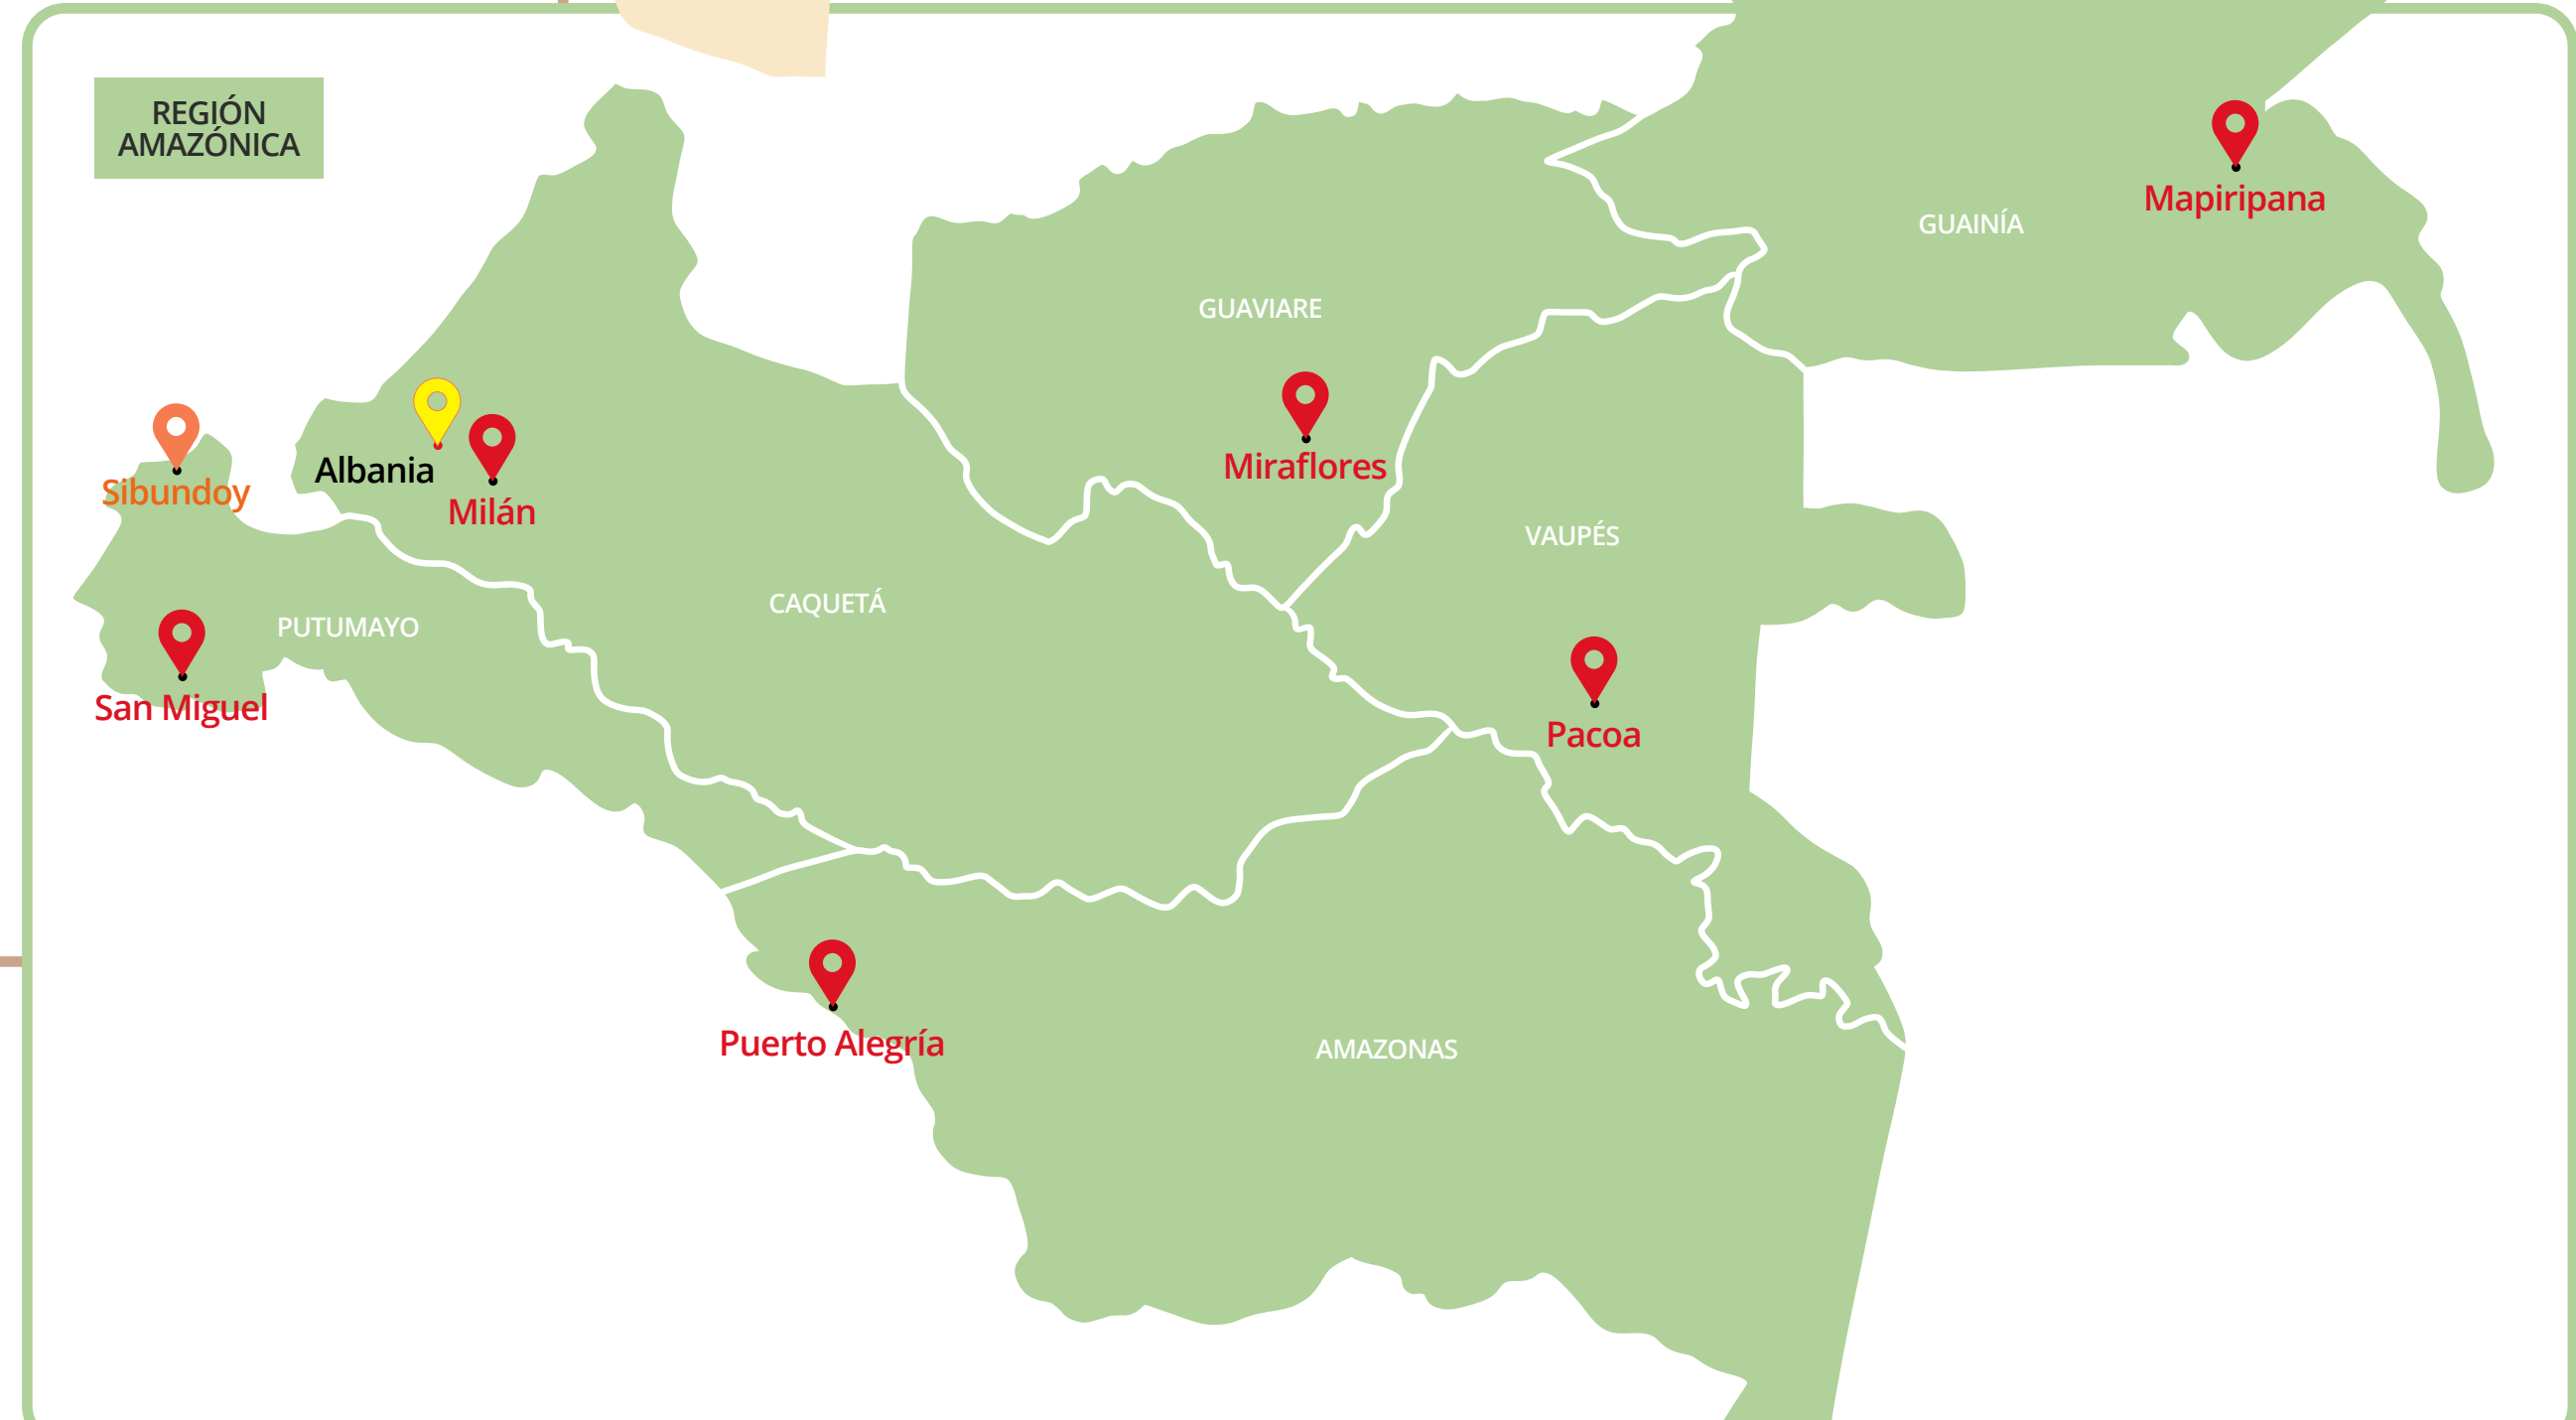 REGIÓN
AMAZÓNICA
Mapiripana
GUAINÍA
GUAVIARE
Miraflores
Albania
Sibundoy
Milán
VAUPÉS
CAQUETÁ
PUTUMAYO
San Miguel
Pacoa
Puerto Alegría
AMAZONAS